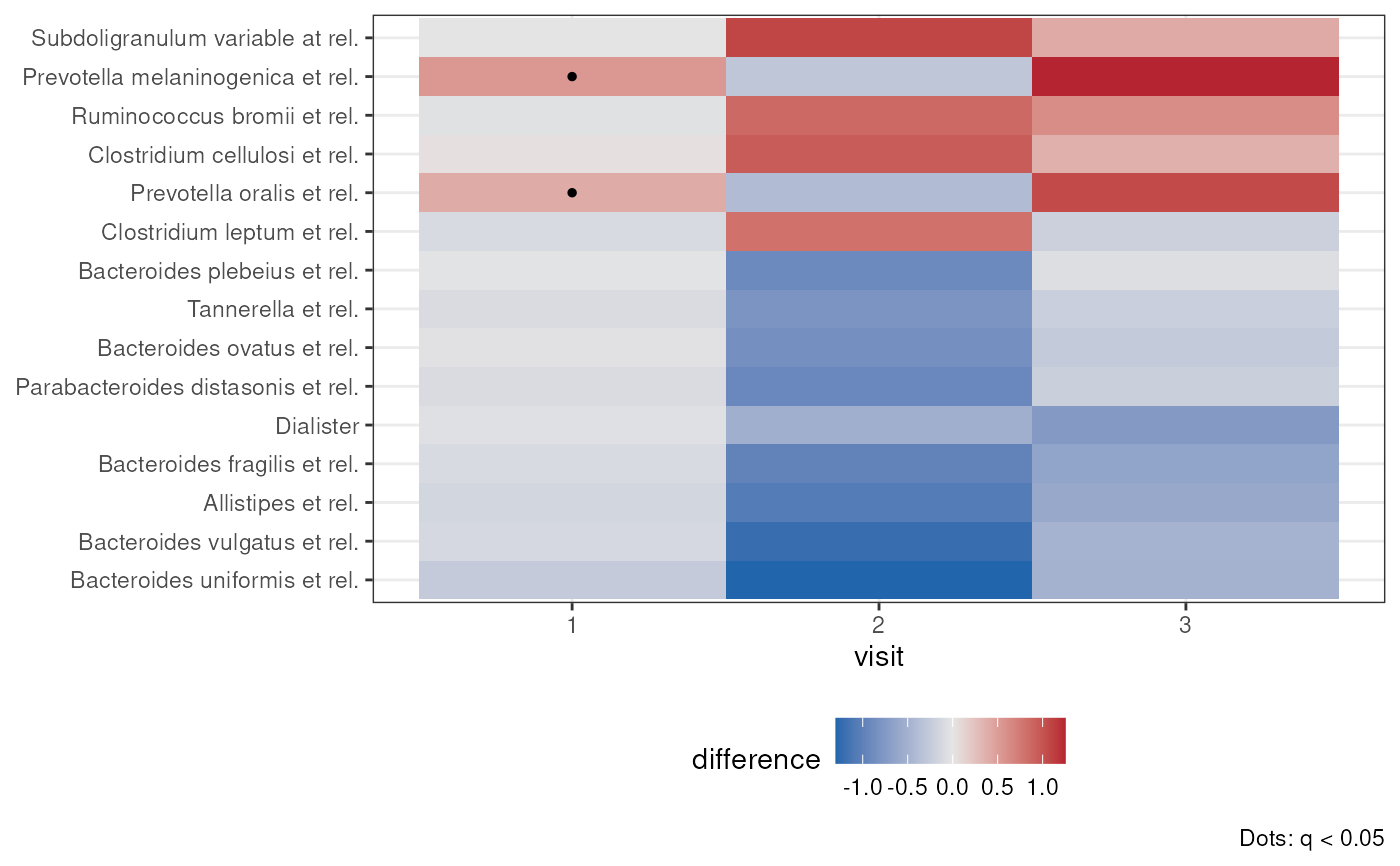 Subdoligranulum variable at rel.
Prevotella melaninogenica et rel.
Ruminococcus bromii et rel.
Clostridium cellulosi et rel.
Prevotella oralis et rel.
Clostridium leptum et rel.
Bacteroides plebeius et rel.
Tannerella et rel.
Bacteroides ovatus et rel.
Parabacteroides distasonis et rel.
Dialister
Bacteroides fragilis et rel.
Allistipes et rel.
Bacteroides vulgatus et rel.
Bacteroides uniformis et rel.
1 2 3
visit
difference
-1.0 -0.5 0.0 0.5 1.0
Dots: q < 0.05